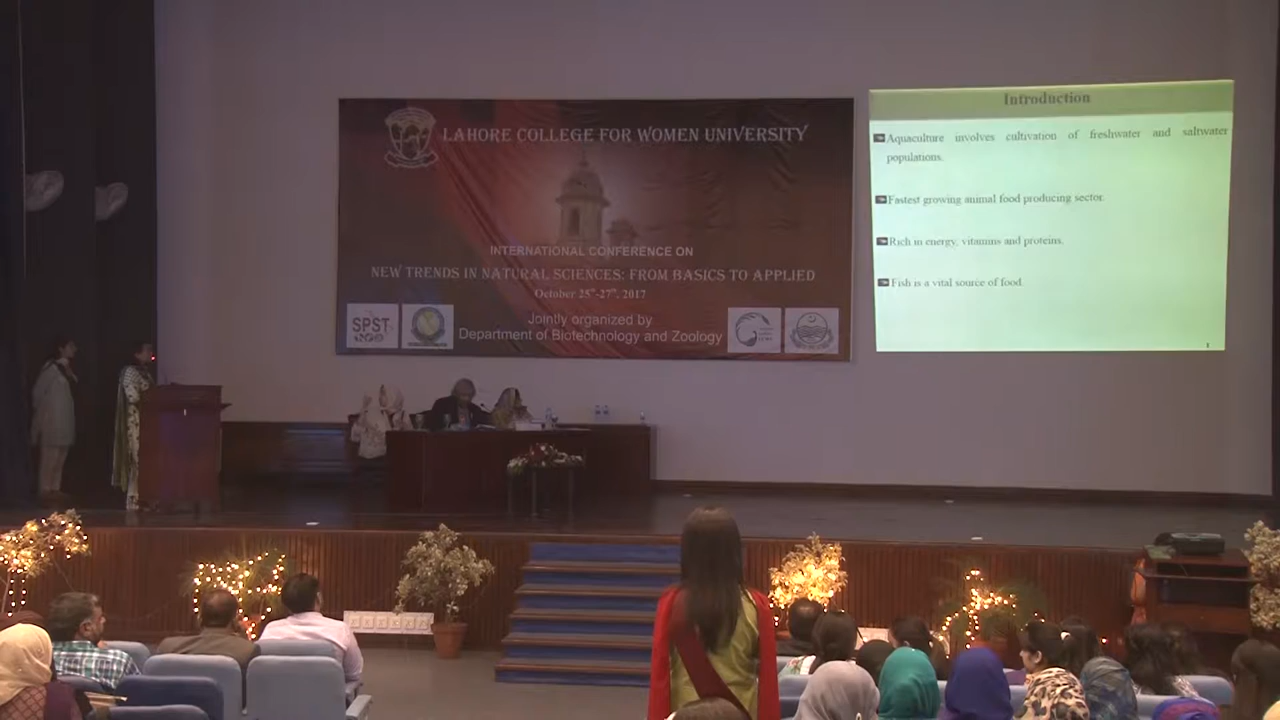 LAHORE COLLEGE FOR WOMEN UNIVERSITY
INTERNATIONAL CONFERENCE ON
NEW TRENDS IN NATURAL SCIENCES: FROM BASICS TO APPLIED
October 25th-27th, 2017
Jointly organized by
Department of Biotechnology and Zoology
SPST
Introduction
Aquaculture involves cultivation of freshwater and saltwater
populations.
Fastest growing animal food producing sector.
Rich in energy, vitamins and proteins.
Fish is a vital source of food.